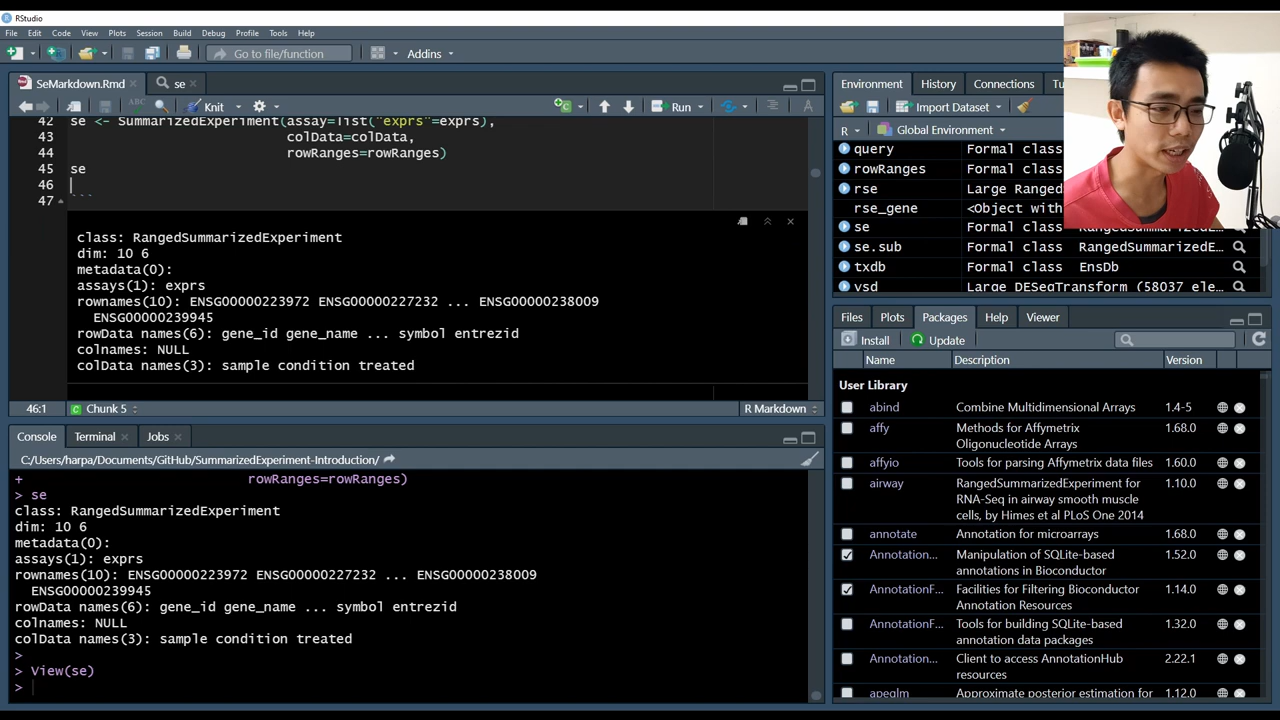 RStudio
File Edit Code View Plots Session Build Debug Profile Tools Help
Go to file/function Addins
SeMarkdown.Rmd se
ABC Knit Run
42 se <- SummarizedExperiment(assay=list("exprs"=exprs),
43 colData=colData,
44 rowRanges=rowRanges)
45 se
46
47 ```
class: RangedSummarizedExperiment
dim: 10 6
metadata(0):
assays(1): exprs
rownames(10): ENSG00000223972 ENSG00000227232 ... ENSG00000238009
ENSG00000239945
rowData names(6): gene_id gene_name ... symbol entrezid
colnames: NULL
colData names(3): sample condition treated
46:1 Chunk 5 R Markdown
Console Terminal Jobs
C:/Users/harpa/Documents/GitHub/SummarizedExperiment-Introduction/
+ rowRanges=rowRanges)
> se
class: RangedSummarizedExperiment
dim: 10 6
metadata(0):
assays(1): exprs
rownames(10): ENSG00000223972 ENSG00000227232 ... ENSG00000238009
ENSG00000239945
rowData names(6): gene_id gene_name ... symbol entrezid
colnames: NULL
colData names(3): sample condition treated
>
> View(se)
>
Environment History Connections Tu
Import Dataset
R Global Environment
query Formal class
rowRanges Formal class
rse Large Ranged
rse_gene <Object with
se Formal class
se.sub Formal class RangedSummarizedE...
txdb Formal class EnsDb
vsd Large DESeqTransform (58037 ele...
Files Plots Packages Help Viewer
Install Update
Name Description Version
User Library
abind Combine Multidimensional Arrays 1.4-5
affy Methods for Affymetrix 1.68.0
Oligonucleotide Arrays
affyio Tools for parsing Affymetrix data files 1.60.0
airway RangedSummarizedExperiment for 1.10.0
RNA-Seq in airway smooth muscle
cells, by Himes et al PLoS One 2014
annotate Annotation for microarrays 1.68.0
Annotation... Manipulation of SQLite-based 1.52.0
annotations in Bioconductor
AnnotationF... Facilities for Filtering Bioconductor 1.14.0
Annotation Resources
AnnotationF... Tools for building SQLite-based 1.32.0
annotation data packages
Annotation... Client to access AnnotationHub 2.22.1
resources
apeglm Approximate posterior estimation for 1.12.0